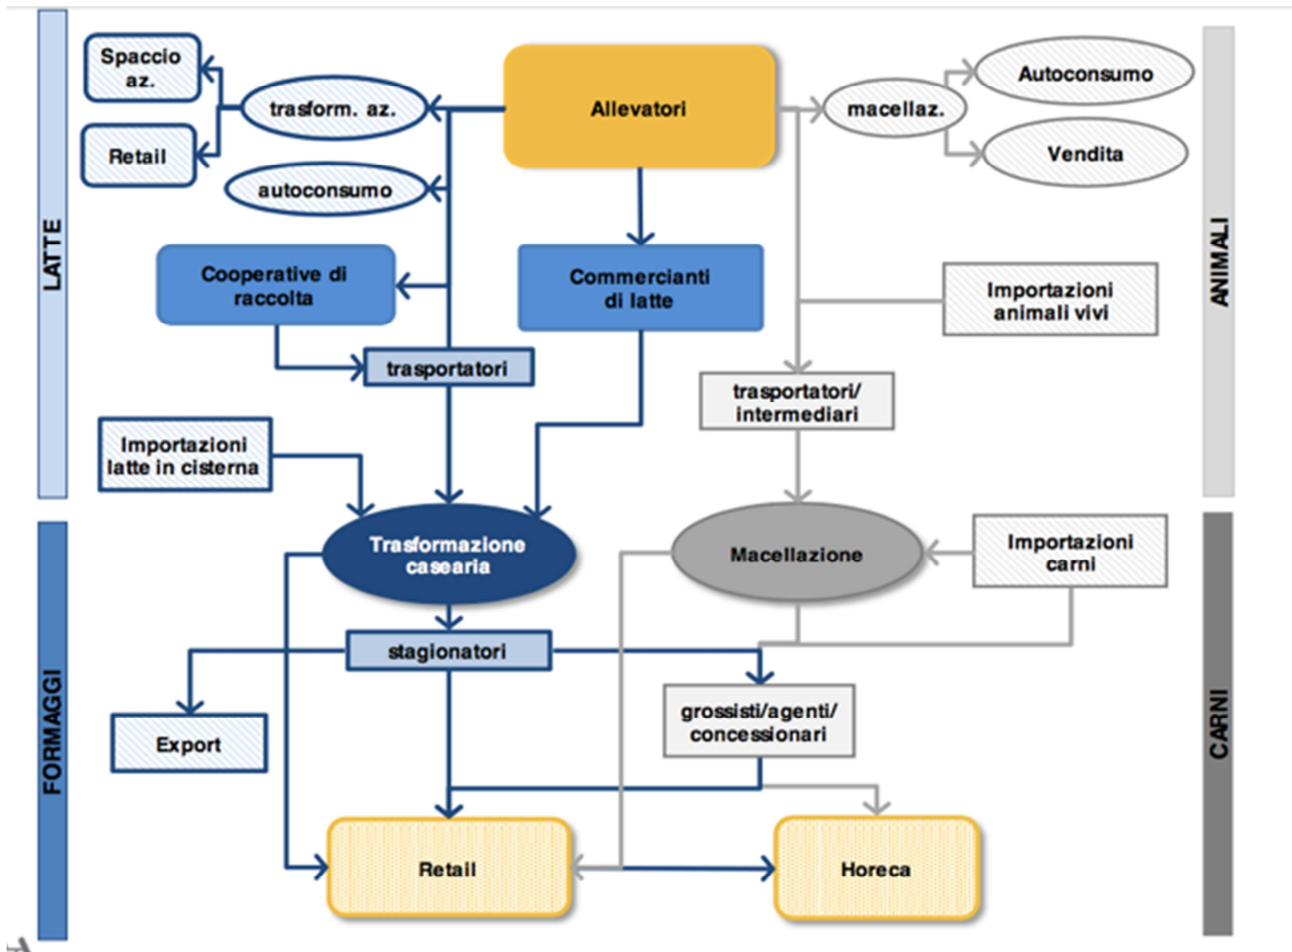 LATTE
FORMAGGI
Spaccio
az.
Retail
trasform. az.
autoconsumo
Allevatori
macellaz.
Autoconsumo
Vendita
ANIMALI
CARNI
Cooperative di
raccolta
Commercianti
di latte
Importazioni
animali vivi
trasportatori
trasportatori/
intermediari
Importazioni
latte in cisterna
Trasformazione
casearia
Macellazione
Importazioni
carni
stagionatori
grossisti/agenti/
concessionari
Export
Retail
Horeca